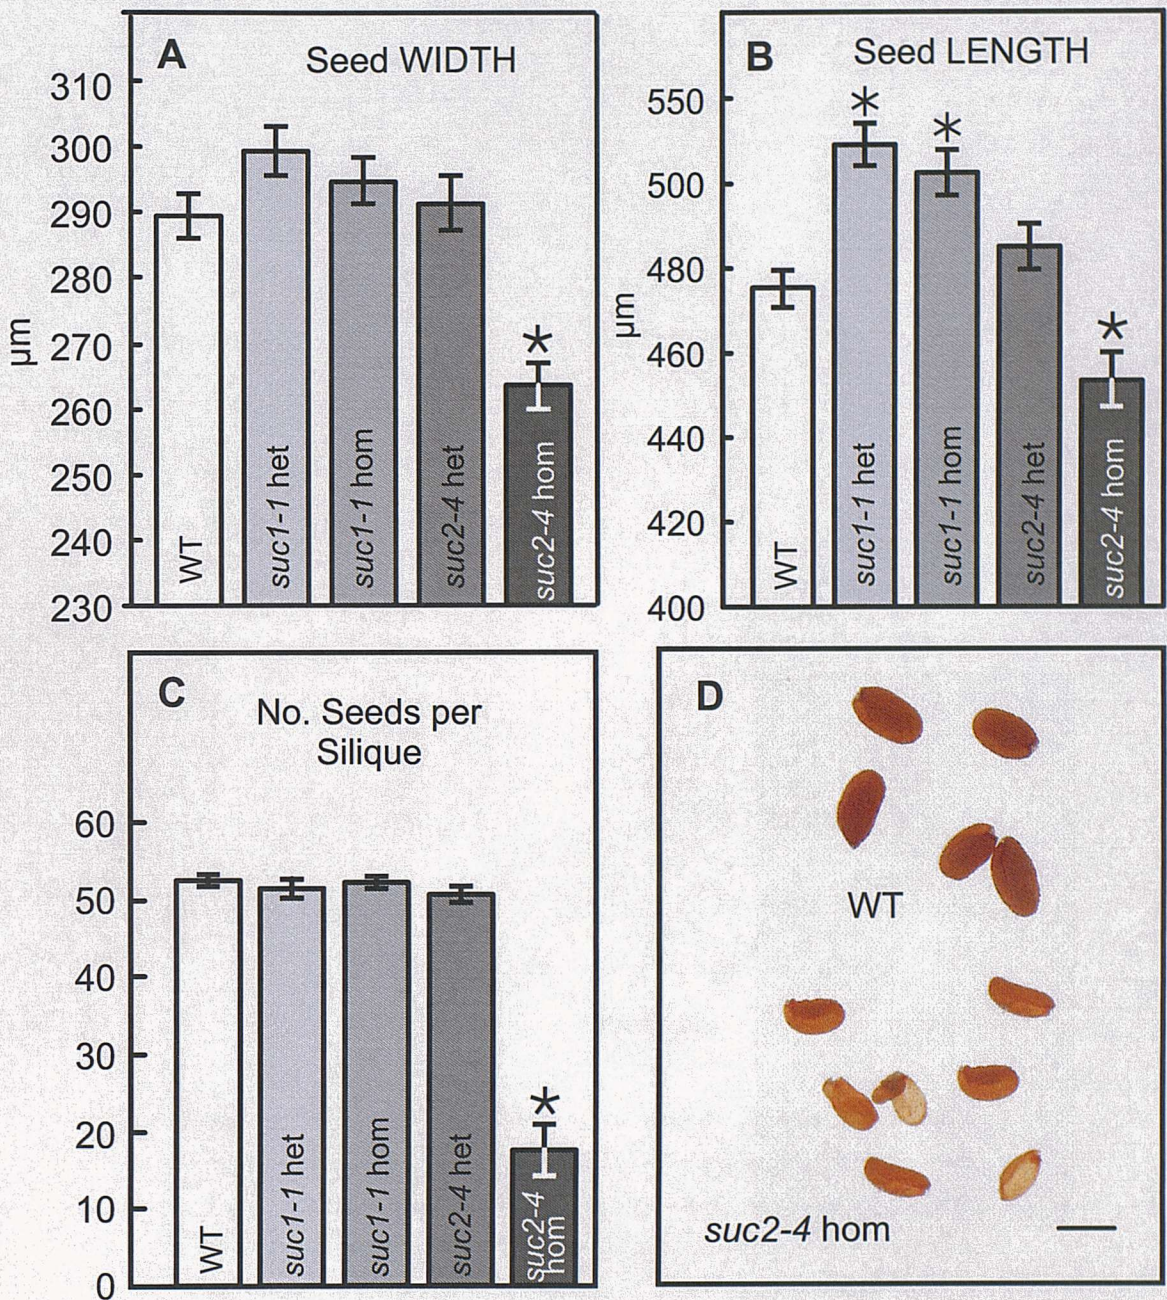 A
Seed WIDTH
310
300
290
280
270
260
250
240
230
µm
WT
suc1-1 het
suc1-1 hom
suc2-4 het
suc2-4 hom
*
B
Seed LENGTH
550
500
480
460
440
420
400
µm
WT
suc1-1 het
suc1-1 hom
suc2-4 het
suc2-4 hom
*
*
*
C
No. Seeds per
Silique
60
50
40
30
20
10
0
WT
suc1-1 het
suc1-1 hom
suc2-4 het
suc2-4
hom
*
D
WT
suc2-4 hom